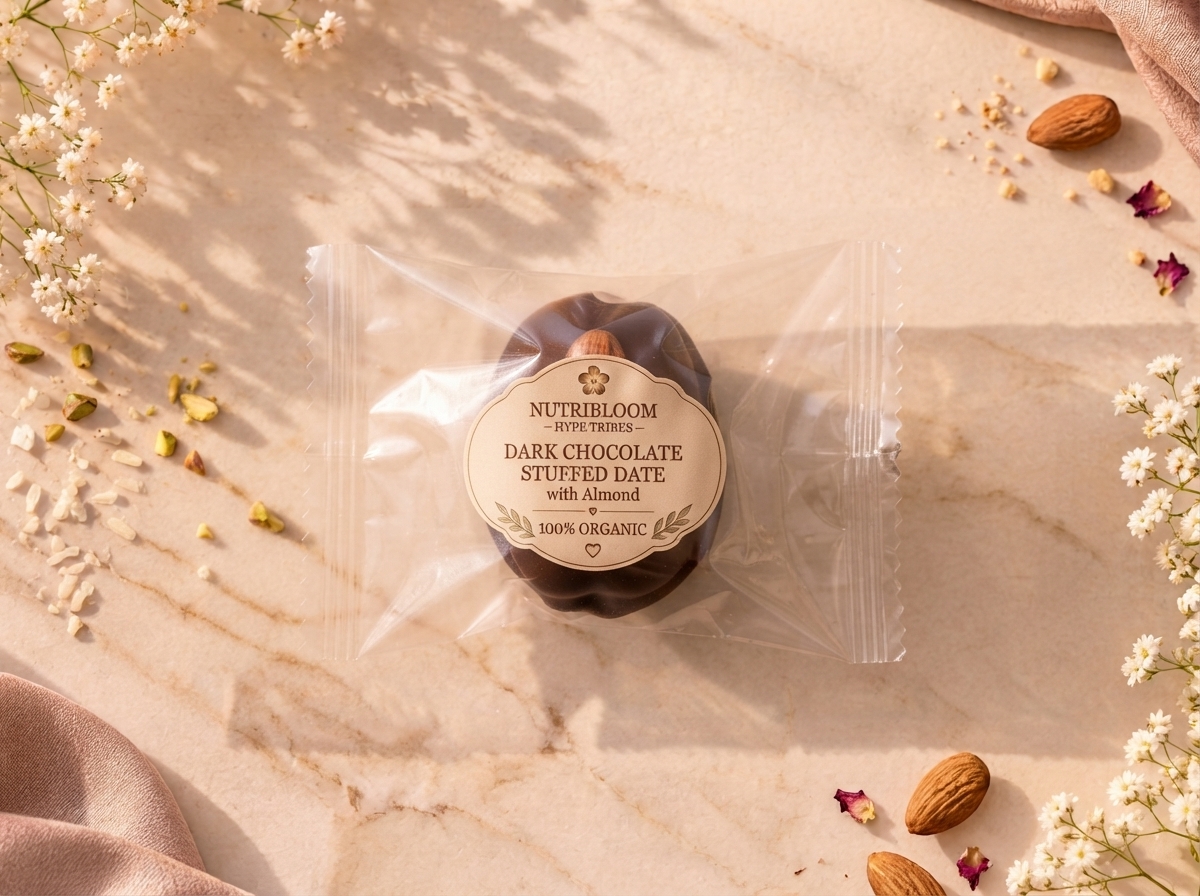 NUTRIBLOOM
– HYPE TRIBES –
DARK CHOCOLATE
STUFFED DATE
with Almond
100% ORGANIC